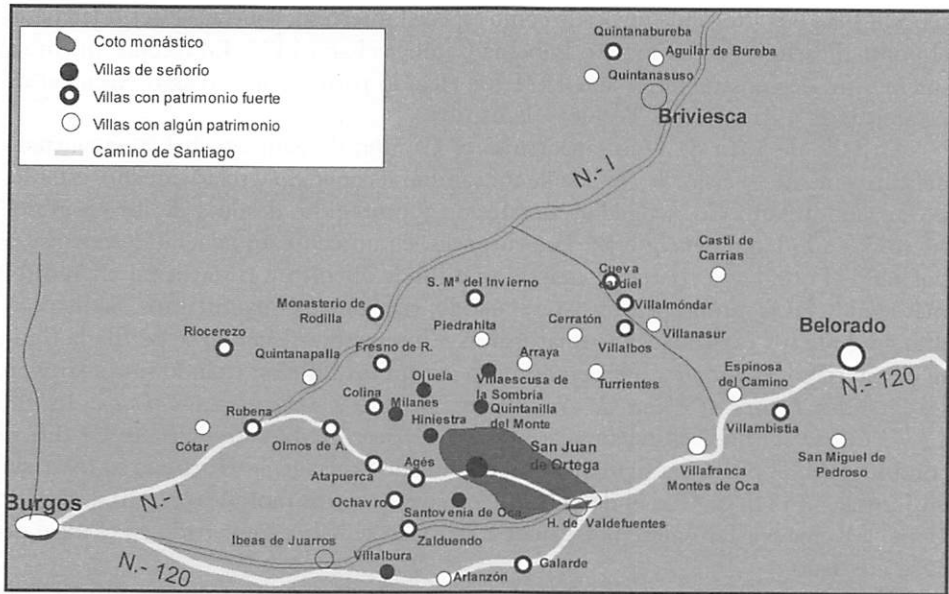 Coto monástico
Villas de señorio
Villas con patrimonio fuerte
Villas con algún patrimonio
Camino de Santiago
Quintanabureba
Aguilar de Bureba
Quintanasuso
Briviesca
N.-I
Castil de
Carrias
Cueva
cardiel
S. Mª del Invierno
Villalmóndar
Monasterio de
Rodilla
Cerratón
Piedrahita
Villanasur
Belorado
Riocerezo
Villalbos
Quintanapalla
Fresno de R.
Arraya
Espinosa
del Camino
N.- 120
Turrientes
Ojuela
Villaescusa de
la Sombria
Colina
Milanes
Quintanilla
del Monte
Rubena
Hiniestra
Villambistia
Cótar
Olmos de A.
San Juan
de Ortega
San Miguel de
Pedroso
Villafranca
Montes de Oca
Agés
Atapuerca
N.-I
Burgos
Ochavro
Santovenia de Oca
H. de Valdefuentes
Zalduendo
Ibeas de Juarros
Villalbura
Galarde
N.- 120
Arlanzón